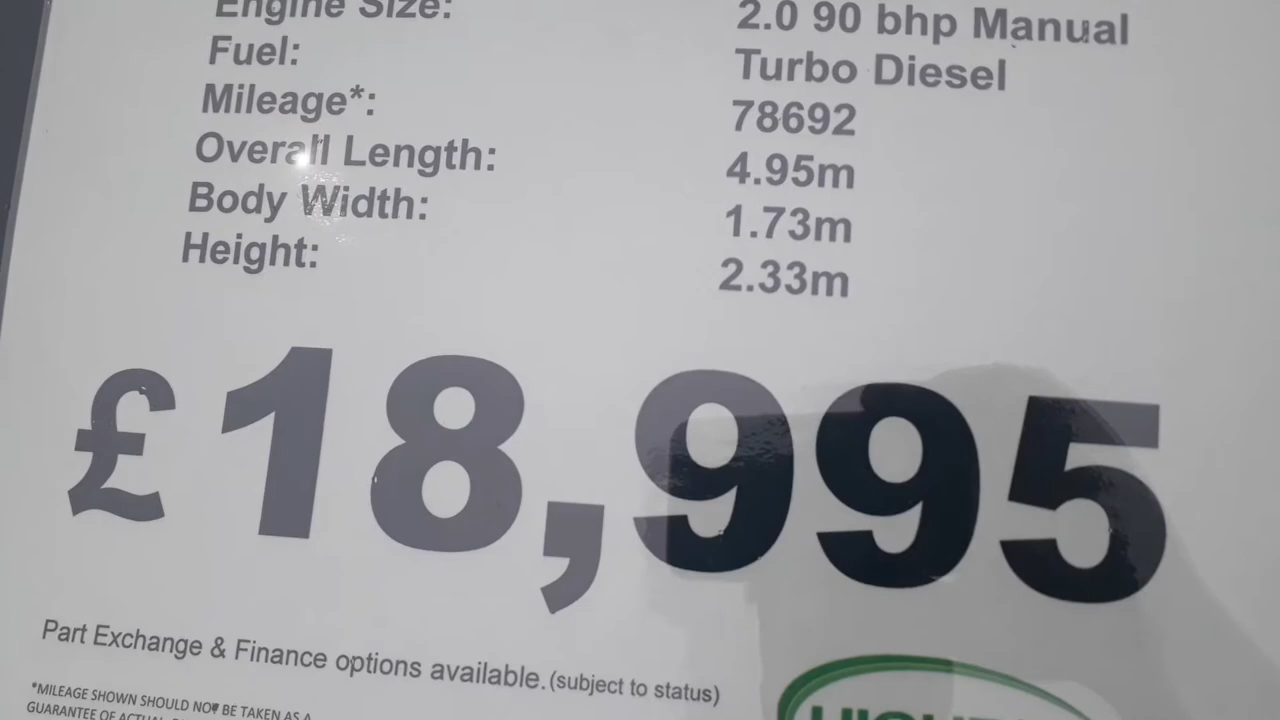 Engine Size: 2.0 90 bhp Manual
Fuel: Turbo Diesel
Mileage*: 78692
Overall Length: 4.95m
Body Width: 1.73m
Height: 2.33m
£18,995
Part Exchange & Finance options available.(subject to status)
*MILEAGE SHOWN SHOULD NOT BE TAKEN AS A
GUARANTEE OF